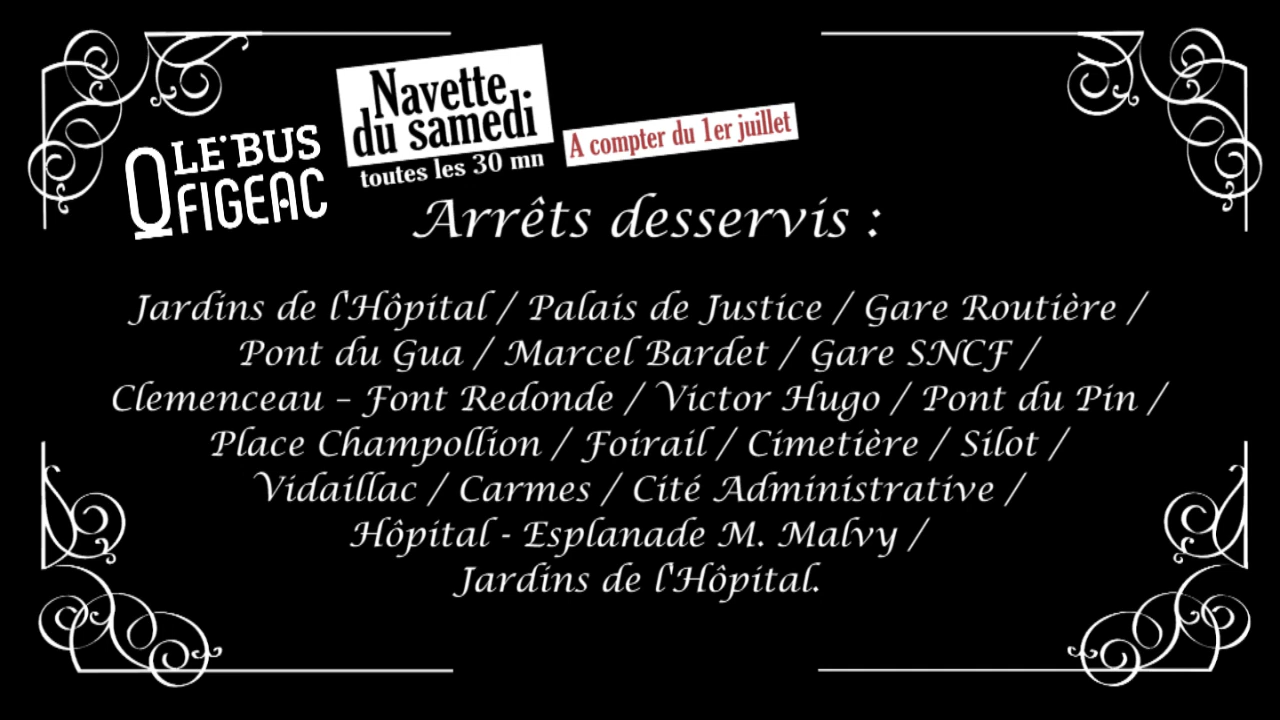 LE BUS
FIGEAC
Navette
du samedi
toutes les 30 mn
A compter du 1er juillet
Arrêts desservis :
Jardins de l'Hôpital / Palais de Justice / Gare Routière /
Pont du Gua / Marcel Bardet / Gare SNCF /
Clemenceau – Font Redonde / Victor Hugo / Pont du Pin /
Place Champollion / Foirail / Cimetière / Silot /
Vidaillac / Carmes / Cité Administrative /
Hôpital - Esplanade M. Malvy /
Jardins de l'Hôpital.